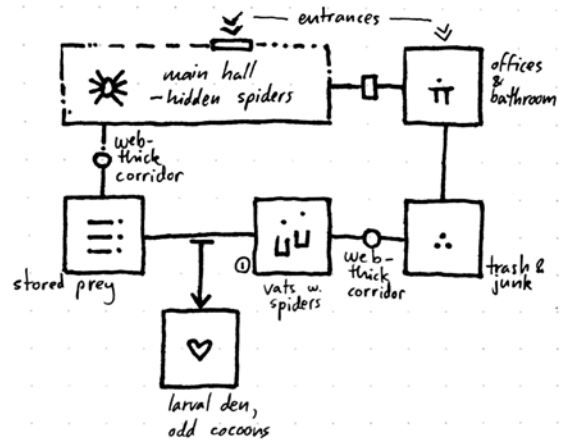 entrances
main hall
-hidden spiders
offices
&
bathroom
web-
thick
corridor
stored prey
①
vats w.
spiders
web-
thick
corridor
trash &
junk
larval den,
odd cocoons